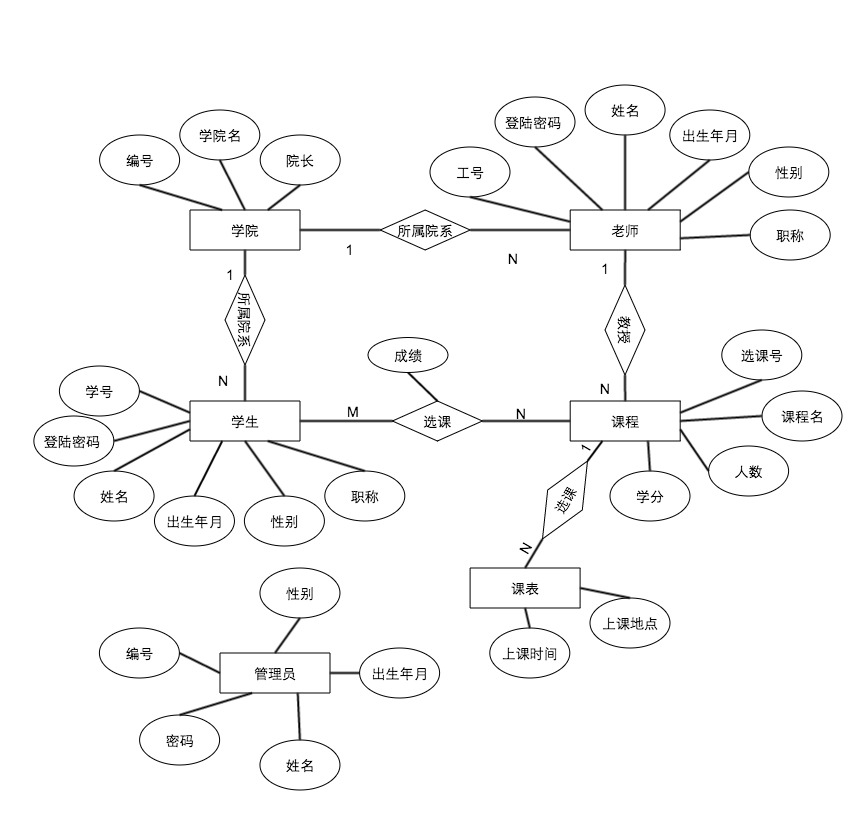 姓名
登陆密码
学院名
出生年月
编号
院长
工号
性别
学院
所属院系
老师
职称
1
N
1
1
所属院系
教授
成绩
选课号
N
N
学号
M
N
课程名
登陆密码
学生
选课
课程
1
人数
姓名
职称
选课
学分
出生年月
性别
N
课表
性别
上课地点
编号
上课时间
管理员
出生年月
密码
姓名